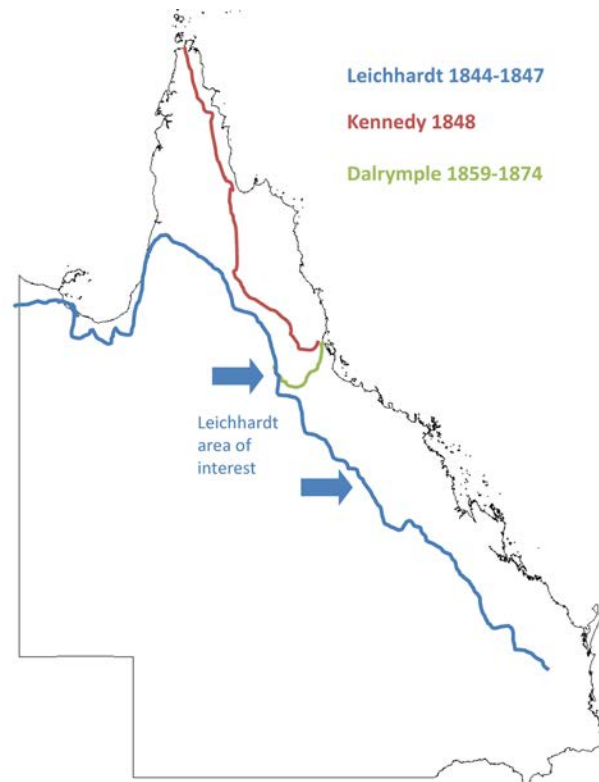 Leichhardt 1844-1847
Kennedy 1848
Dalrymple 1859-1874
Leichhardt
area of
interest